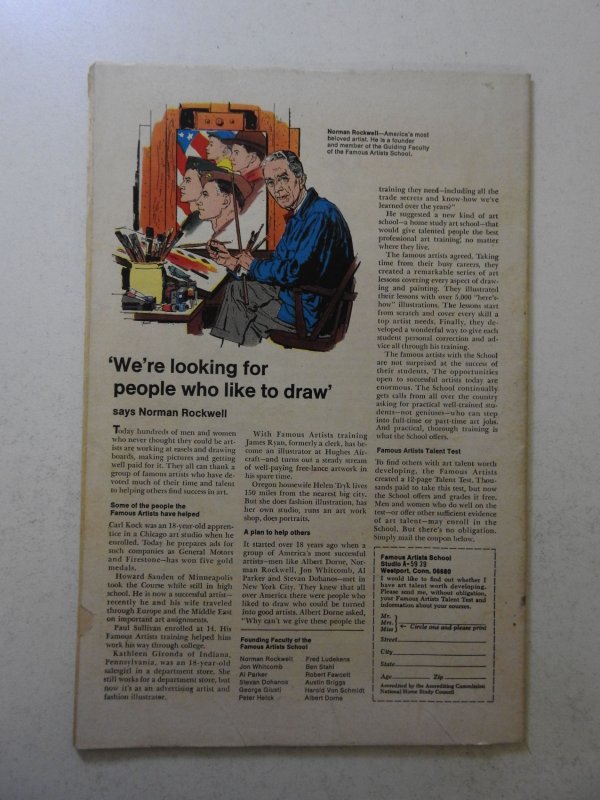 Norman Rockwell—America's most
beloved artist. He is a founder
and member of the Guiding Faculty
of the Famous Artists School.
'We're looking for
people who like to draw'
says Norman Rockwell
Today hundreds of men and women
who never thought they could be art-
ists are working at easels and drawing
boards, making pictures and getting
well paid for it. They all can thank a
group of famous artists who have de-
voted much of their time and talent
to helping others find success in art.
Some of the people the
Famous Artists have helped
Carl Kock was an 18-year-old appren-
tice in a Chicago art studio when he
enrolled. Today he prepares ads for
such companies as General Motors
and Firestone—has won five gold
medals.
Howard Sanden of Minneapolis
took the Course while still in high
school. He is now a successful artist—
recently he and his wife traveled
through Europe and the Middle East
on important art assignments.
Paul Sullivan enrolled at 14. His
Famous Artists training helped him
work his way through college.
Kathleen Gironda of Indiana,
Pennsylvania, was an 18-year-old
salesgirl in a department store. She
still works for a department store, but
now it's as an advertising artist and
fashion illustrator.
With Famous Artists training
James Ryan, formerly a clerk, has be-
come an illustrator at Hughes Air-
craft—and turns out a steady stream
of well-paying free-lance artwork in
his spare time.
Oregon housewife Helen Tryk lives
150 miles from the nearest big city.
But she does fashion illustration, has
her own studio, runs an art work
shop, does portraits.
A plan to help others
It started over 18 years ago when a
group of America's most successful
artists—men like Albert Dorne, Nor-
man Rockwell, Jon Whitcomb, Al
Parker and Stevan Dohanos—met in
New York City. They knew that all
over America there were people who
liked to draw who could be turned
into good artists. Albert Dorne asked,
"Why can't we give these people the
Founding Faculty of the
Famous Artists School
Norman Rockwell
Jon Whitcomb
Al Parker
Stevan Dohanos
George Giusti
Peter Helck
Fred Ludekens
Ben Stahl
Robert Fawcett
Austin Briggs
Harold Von Schmidt
Albert Dorne
training they need—including all the
trade secrets and know-how we've
learned over the years?"
He suggested a new kind of art
school—a home study art school—that
would give talented people the best
professional art training, no matter
where they live.
The famous artists agreed. Taking
time from their busy careers, they
created a remarkable series of art
lessons covering every aspect of draw-
ing and painting. They illustrated
their lessons with over 5,000 "here's-
how" illustrations. The lessons start
from scratch and cover every skill a
top artist needs. Finally, they de-
veloped a wonderful way to give each
student personal correction and ad-
vice all through his training.
The famous artists with the School
are not surprised at the success of
their students. The opportunities
open to successful artists today are
enormous. The School continually
gets calls from all over the country
asking for practical well-trained stu-
dents—not geniuses—who can step
into full-time or part-time art jobs.
And practical, thorough training is
what the School offers.
Famous Artists Talent Test
To find others with art talent worth
developing, the Famous Artists
created a 12-page Talent Test. Thou-
sands paid to take this test, but now
the School offers and grades it free.
Men and women who do well on the
test—or offer other sufficient evidence
of art talent—may enroll in the
School. But there's no obligation.
Simply mail the coupon below.
Famous Artists School
Studio A-59 J9
Westport, Conn. 06880
I would like to find out whether I
have art talent worth developing.
Please send me, without obligation,
your Famous Artists Talent Test and
information about your courses.
Mr.
Mrs.
Miss ← Circle one and please print
Street
City
State
Age Zip
Accredited by the Accrediting Commission
National Home Study Council